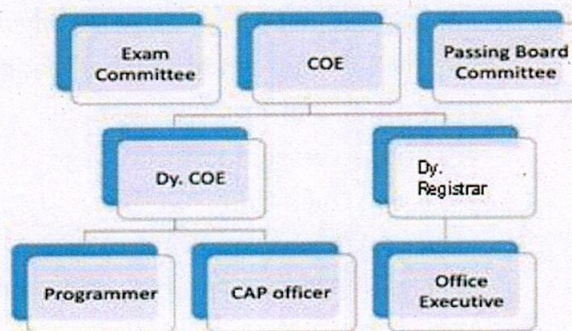 Exam
Committee
COE
Passing Board
Committee
Dy. COE
Dy.
Registrar
Programmer
CAP officer
Office
Executive